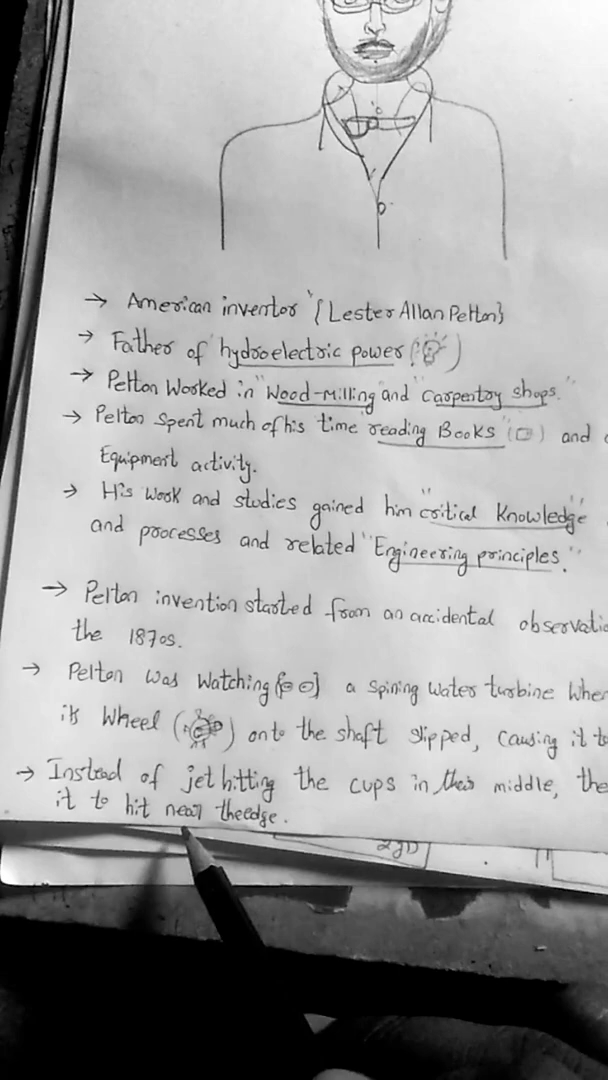 → American inventor "{Lester Allan Pelton}
→ Father of hydroelectric power ( )
→ Pelton Worked in "Wood-Milling" and "Carpentary shops."
→ Pelton Spent much of his time reading Books "( ) and
Equipment activity.
→ His Work and studies gained him "critical Knowledge"
and processes and related "Engineering principles."
→ Pelton invention started from an accidental observatio
the 1870s.
→ Pelton was Watching { } a Spining Water turbine When
its Wheel ( ) onto the shaft slipped, causing it to
→ Instead of jet hitting the cups in their middle, the
it to hit near the edge.